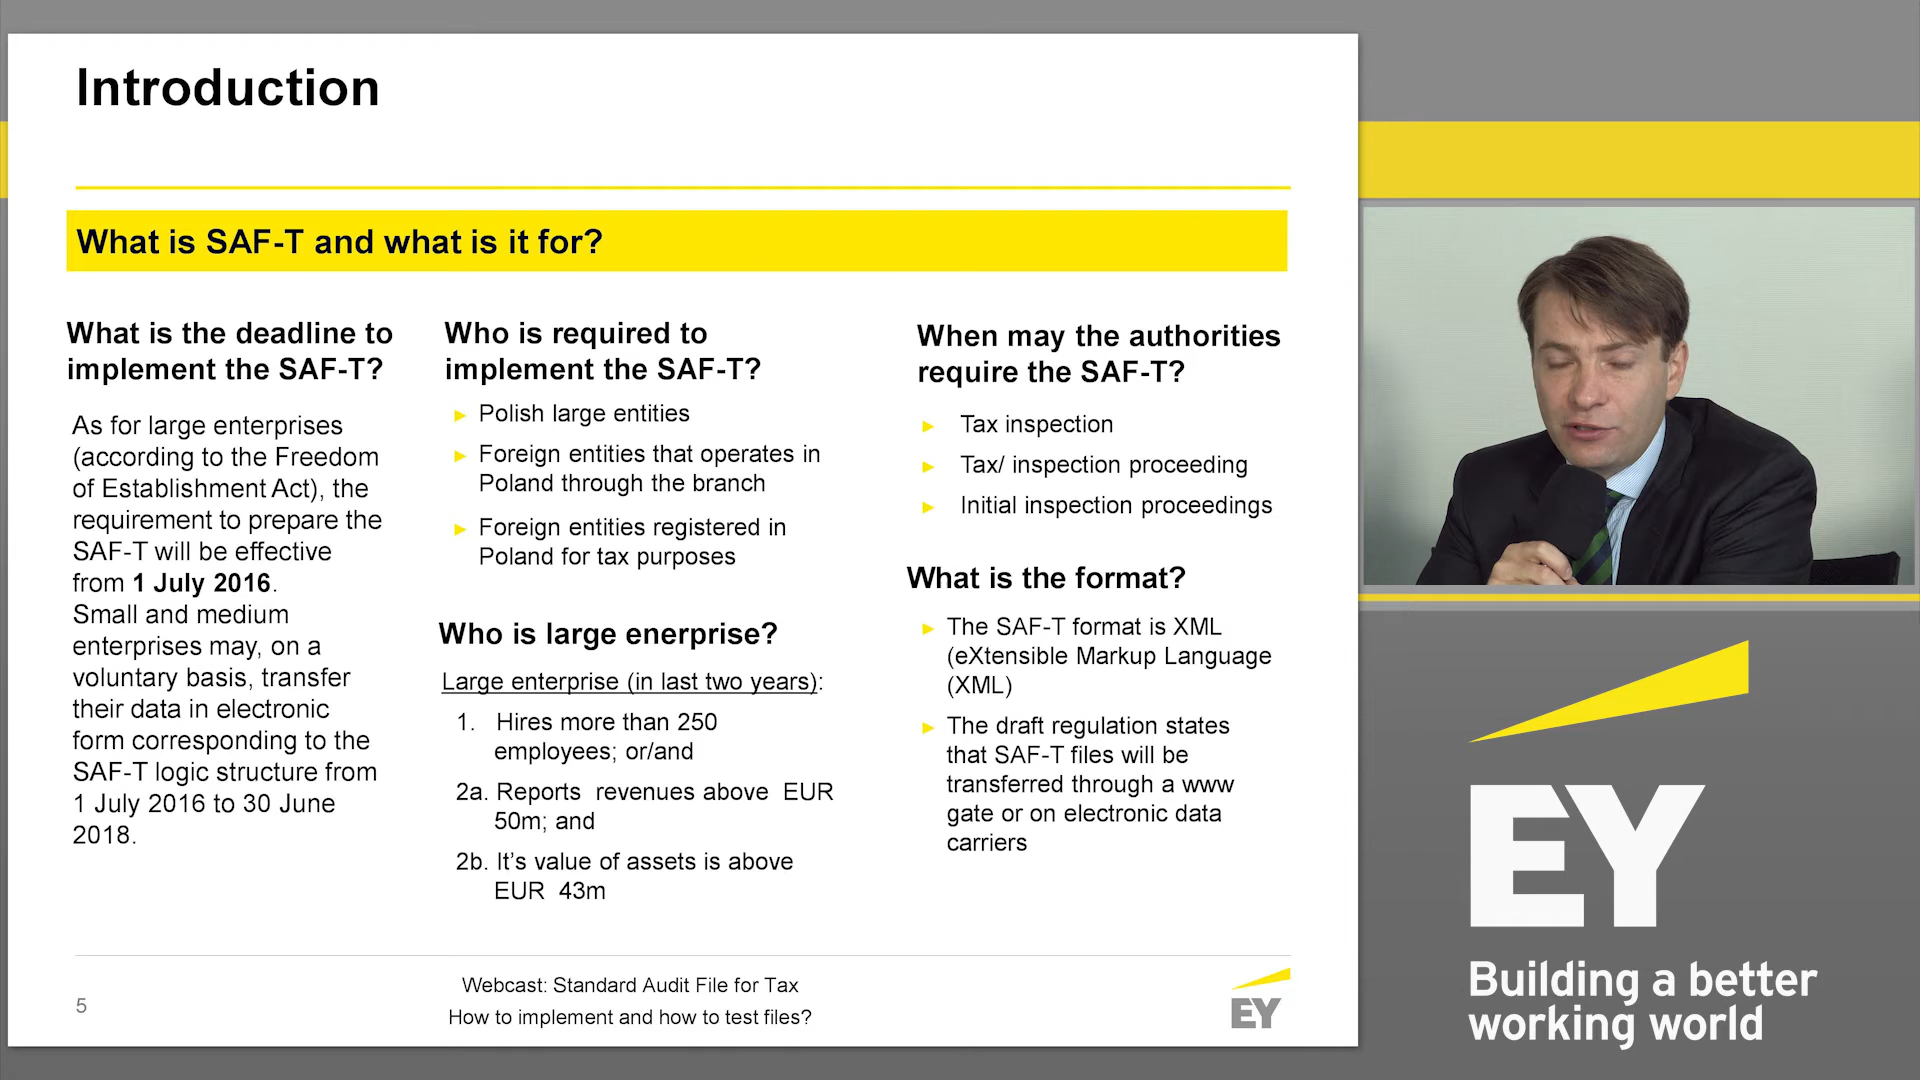 Introduction
What is SAF-T and what is it for?
What is the deadline to
implement the SAF-T?
As for large enterprises
(according to the Freedom
of Establishment Act), the
requirement to prepare the
SAF-T will be effective
from 1 July 2016.
Small and medium
enterprises may, on a
voluntary basis, transfer
their data in electronic
form corresponding to the
SAF-T logic structure from
1 July 2016 to 30 June
2018.
Who is required to
implement the SAF-T?
► Polish large entities
► Foreign entities that operates in
Poland through the branch
► Foreign entities registered in
Poland for tax purposes
Who is large enerprise?
Large enterprise (in last two years):
1. Hires more than 250
employees; or/and
2a. Reports revenues above EUR
50m; and
2b. It's value of assets is above
EUR 43m
When may the authorities
require the SAF-T?
► Tax inspection
► Tax/ inspection proceeding
► Initial inspection proceedings
What is the format?
► The SAF-T format is XML
(eXtensible Markup Language
(XML)
► The draft regulation states
that SAF-T files will be
transferred through a www
gate or on electronic data
carriers
5
Webcast: Standard Audit File for Tax
How to implement and how to test files?
EY
EY
Building a better
working world